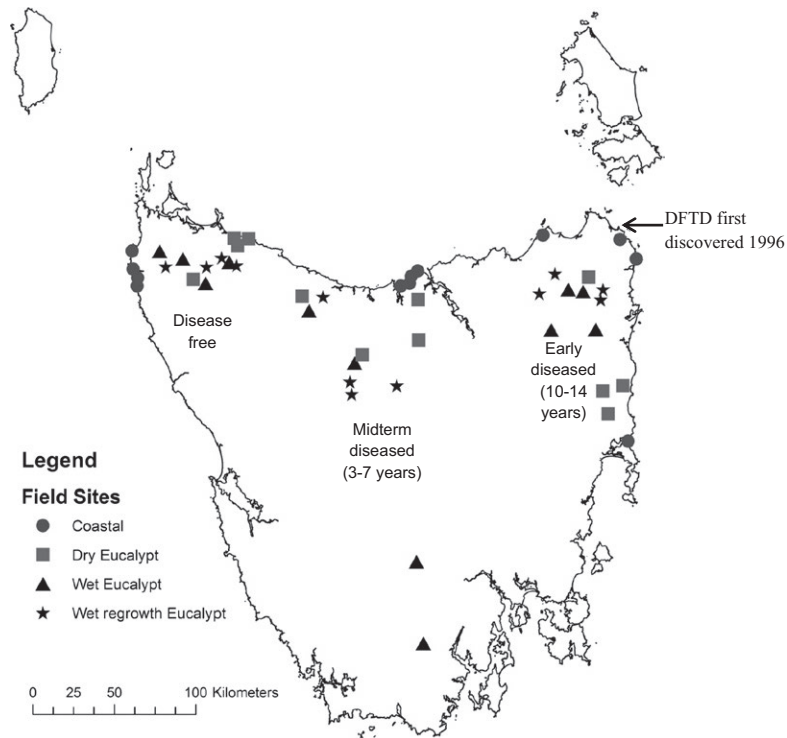 DFTD first
discovered 1996
Disease
free
Early
diseased
(10-14
years)
Midterm
diseased
(3-7 years)
Legend
Field Sites
Coastal
Dry Eucalypt
Wet Eucalypt
Wet regrowth Eucalypt
0 25 50 100 Kilometers